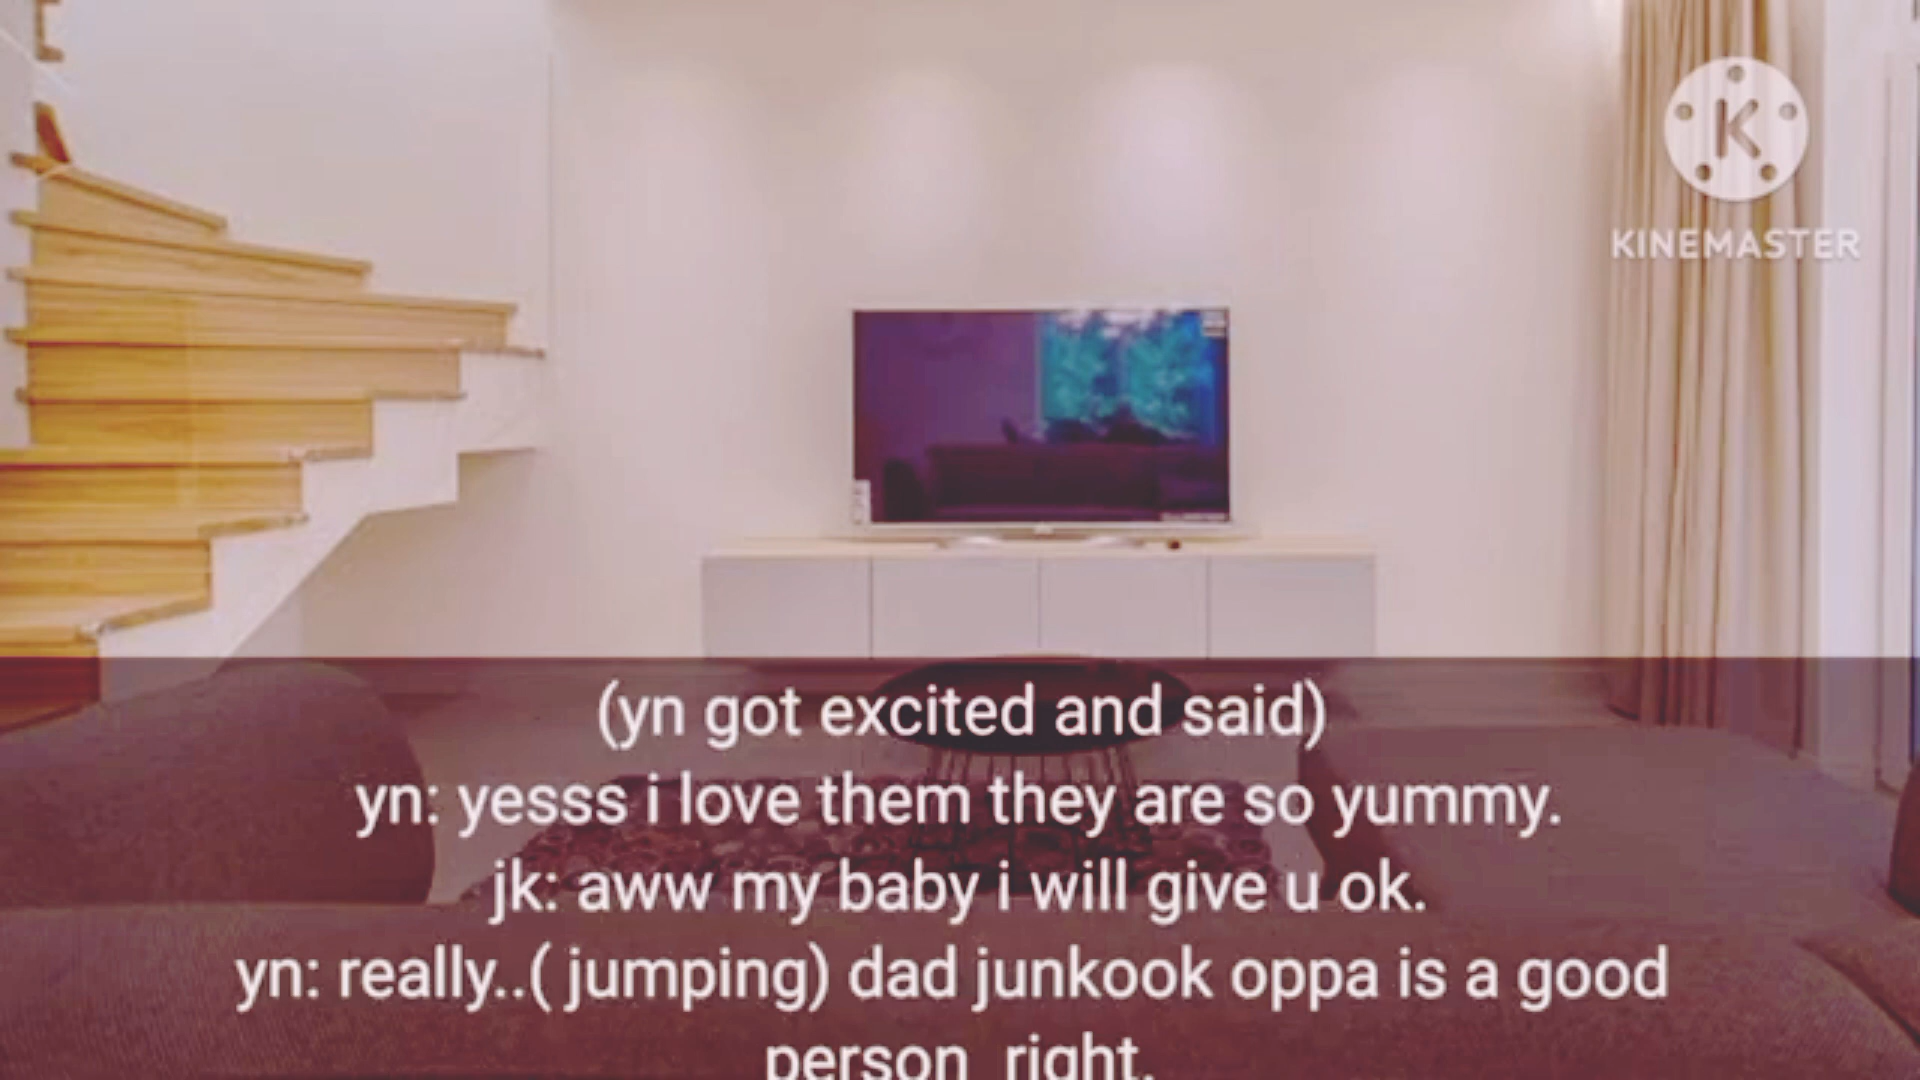 K
KINEMASTER
(yn got excited and said)
yn: yesss i love them they are so yummy.
jk: aww my baby i will give u ok.
yn: really..( jumping) dad junkook oppa is a good
person right.